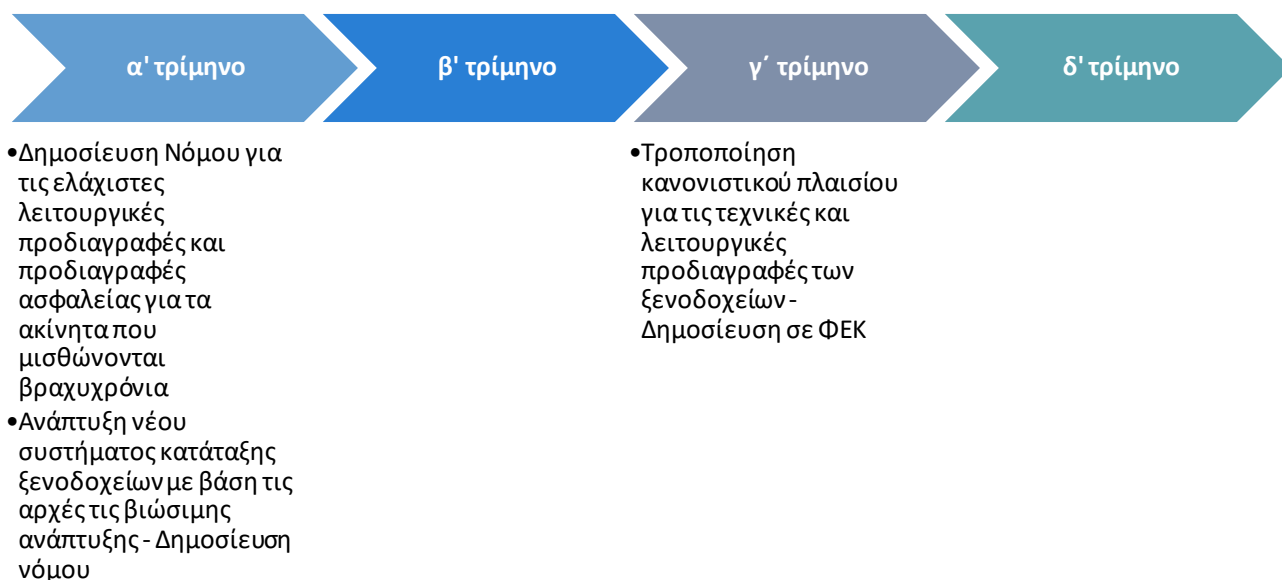 α' τρίμηνο
β' τρίμηνο
γ΄ τρίμηνο
δ' τρίμηνο
•Δημοσίευση Νόμου για
τις ελάχιστες
λειτουργικές
προδιαγραφές και
προδιαγραφές
ασφαλείας για τα
ακίνητα που
μισθώνονται
βραχυχρόνια
•Ανάπτυξη νέου
συστήματος κατάταξης
ξενοδοχείων με βάση τις
αρχές τις βιώσιμης
ανάπτυξης - Δημοσίευση
νόμου
•Τροποποίηση
κανονιστικού πλαισίου
για τις τεχνικές και
λειτουργικές
προδιαγραφές των
ξενοδοχείων -
Δημοσίευση σε ΦΕΚ